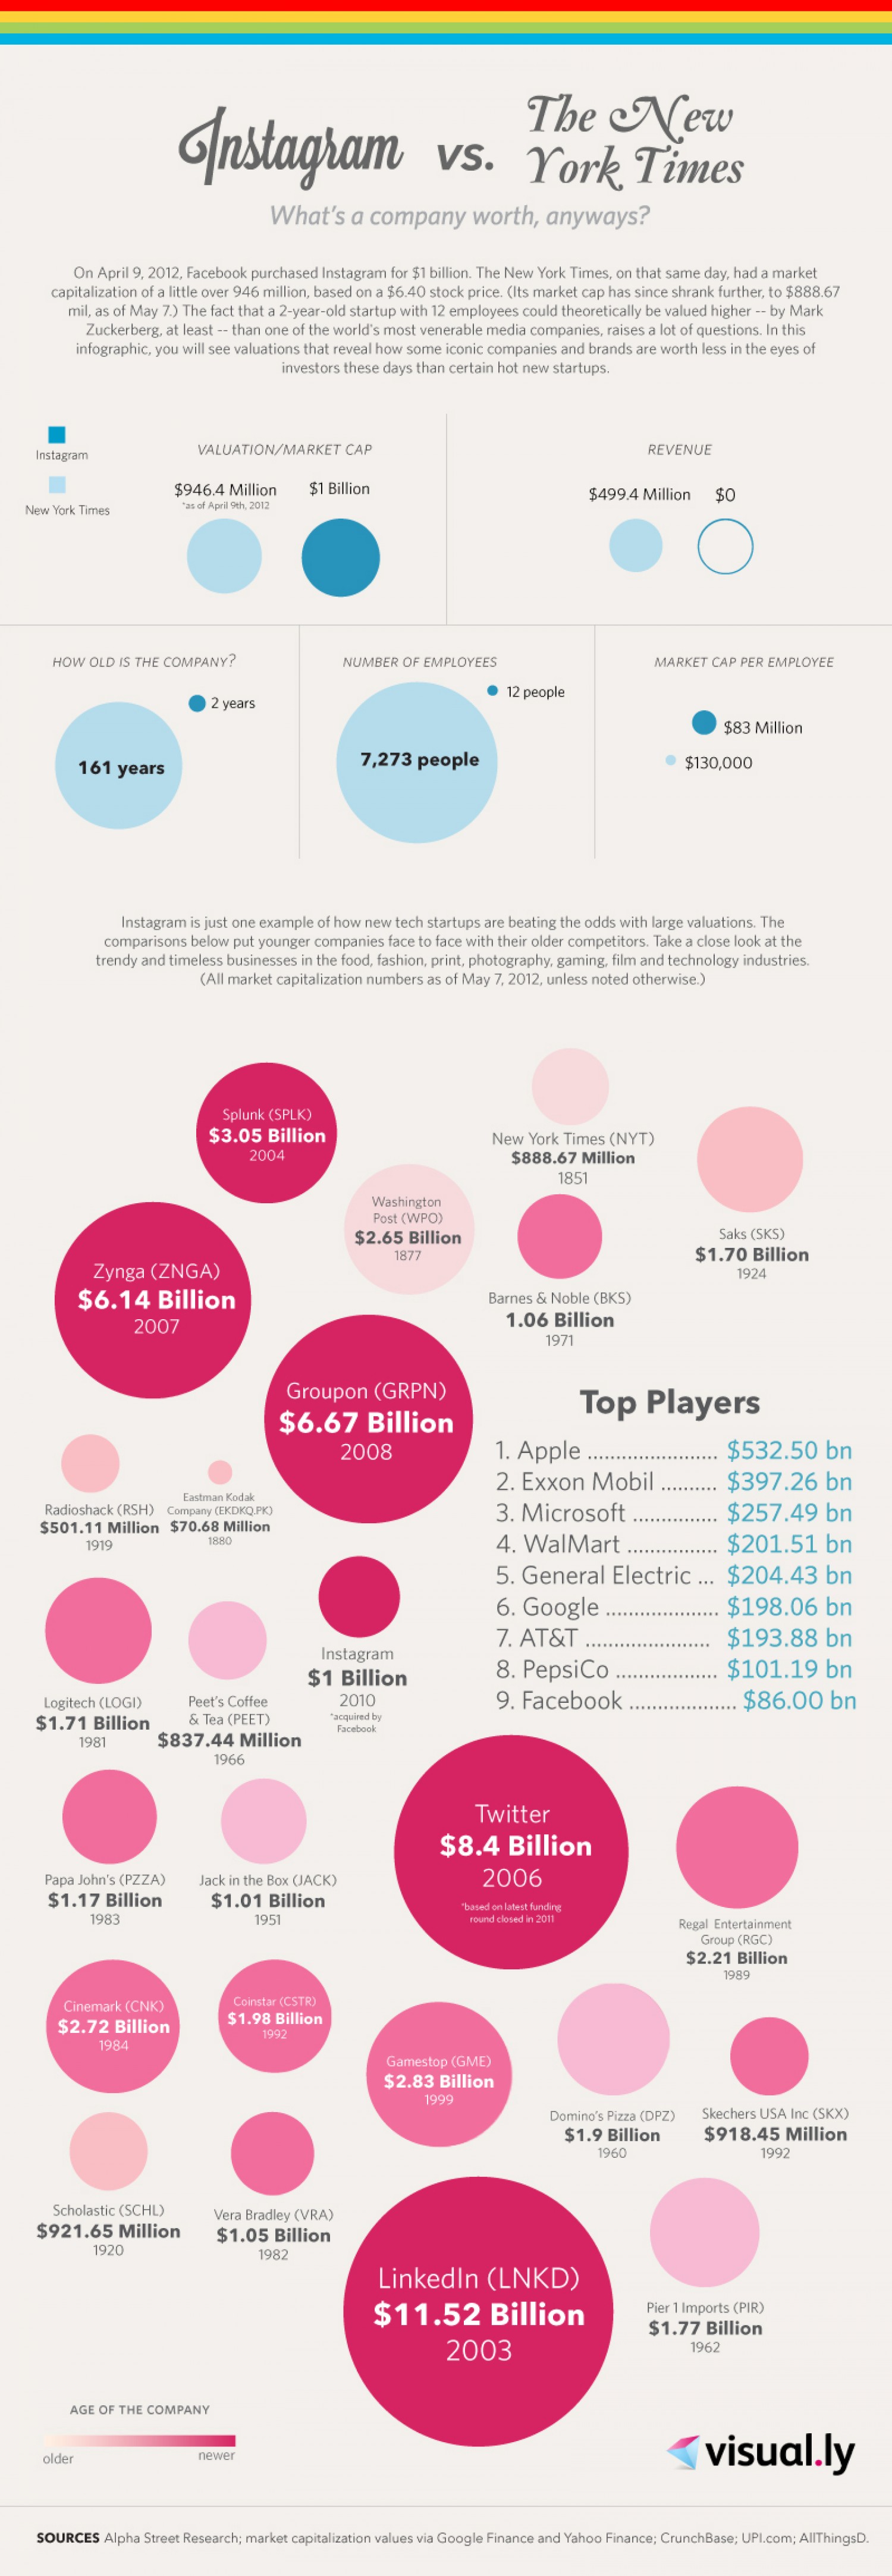 Instagram vs. The New
York Times
What's a company worth, anyways?
On April 9, 2012, Facebook purchased Instagram for $1 billion. The New York Times, on that same day, had a market
capitalization of a little over 946 million, based on a $6.40 stock price. (Its market cap has since shrank further, to $888.67
mil, as of May 7.) The fact that a 2-year-old startup with 12 employees could theoretically be valued higher -- by Mark
Zuckerberg, at least -- than one of the world's most venerable media companies, raises a lot of questions. In this
infographic, you will see valuations that reveal how some iconic companies and brands are worth less in the eyes of
investors these days than certain hot new startups.
Instagram
New York Times
VALUATION/MARKET CAP
$946.4 Million
*as of April 9th, 2012
$1 Billion
REVENUE
$499.4 Million
$0
HOW OLD IS THE COMPANY?
2 years
161 years
NUMBER OF EMPLOYEES
12 people
7,273 people
MARKET CAP PER EMPLOYEE
$83 Million
$130,000
Instagram is just one example of how new tech startups are beating the odds with large valuations. The
comparisons below put younger companies face to face with their older competitors. Take a close look at the
trendy and timeless businesses in the food, fashion, print, photography, gaming, film and technology industries.
(All market capitalization numbers as of May 7, 2012, unless noted otherwise.)
Splunk (SPLK)
$3.05 Billion
2004
New York Times (NYT)
$888.67 Million
1851
Washington
Post (WPO)
$2.65 Billion
1877
Saks (SKS)
$1.70 Billion
1924
Zynga (ZNGA)
$6.14 Billion
2007
Barnes & Noble (BKS)
1.06 Billion
1971
Groupon (GRPN)
$6.67 Billion
2008
Top Players
1. Apple ...................... $532.50 bn
2. Exxon Mobil .......... $397.26 bn
3. Microsoft ............... $257.49 bn
4. WalMart ................ $201.51 bn
5. General Electric ... $204.43 bn
6. Google .................... $198.06 bn
7. AT&T ...................... $193.88 bn
8. PepsiCo .................. $101.19 bn
9. Facebook ................... $86.00 bn
Radioshack (RSH)
$501.11 Million
1919
Eastman Kodak
Company (EKDKQ.PK)
$70.68 Million
1880
Instagram
$1 Billion
2010
*acquired by
Facebook
Logitech (LOGI)
$1.71 Billion
1981
Peet's Coffee
& Tea (PEET)
$837.44 Million
1966
Twitter
$8.4 Billion
2006
*based on latest funding
round closed in 2011
Papa John's (PZZA)
$1.17 Billion
1983
Jack in the Box (JACK)
$1.01 Billion
1951
Regal Entertainment
Group (RGC)
$2.21 Billion
1989
Cinemark (CNK)
$2.72 Billion
1984
Coinstar (CSTR)
$1.98 Billion
1992
Gamestop (GME)
$2.83 Billion
1999
Domino's Pizza (DPZ)
$1.9 Billion
1960
Skechers USA Inc (SKX)
$918.45 Million
1992
Scholastic (SCHL)
$921.65 Million
1920
Vera Bradley (VRA)
$1.05 Billion
1982
LinkedIn (LNKD)
$11.52 Billion
2003
Pier 1 Imports (PIR)
$1.77 Billion
1962
AGE OF THE COMPANY
older
newer
visual.ly
SOURCES Alpha Street Research; market capitalization values via Google Finance and Yahoo Finance; CrunchBase; UPI.com; AllThingsD.